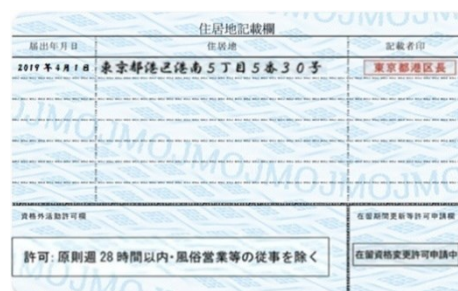 住居地記載欄
届出年月日 住居地 記載者印
2019年4月1日 東京都港区港南5丁目5番30号 東京都港区長
MOJMOJMOJ
資格外活動許可欄 在留期間更新等許可申請欄
許可:原則週28時間以内・風俗営業等の従事を除く 在留資格変更許可申請中